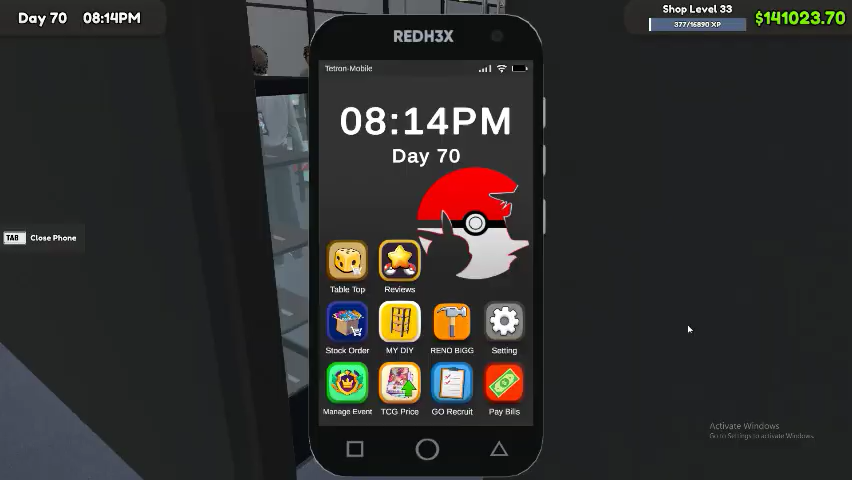 Day 70 08:14PM
Shop Level 33
377/16890 XP
$141023.70
REDH3X
Tetron-Mobile
08:14PM
Day 70
TAB Close Phone
Table Top Reviews
Stock Order MY DIY RENO BIGG Setting
Manage Event TCG Price GO Recruit Pay Bills
Activate Windows
Go to Settings to activate Windows.